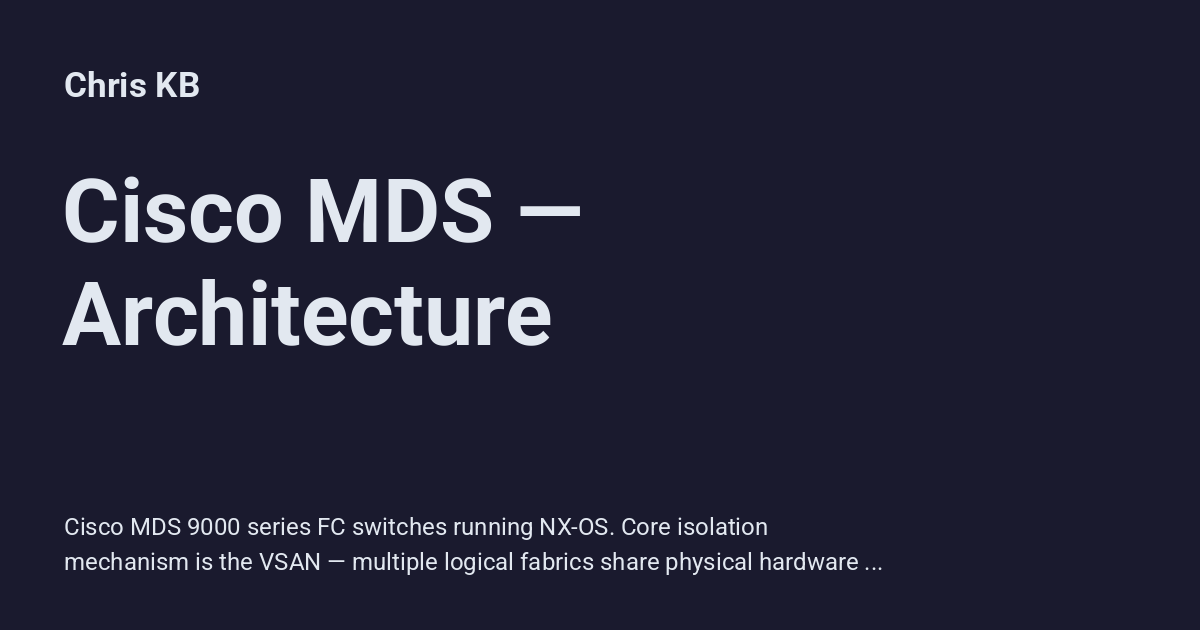 Chris KB
Cisco MDS —
Architecture
Cisco MDS 9000 series FC switches running NX-OS. Core isolation
mechanism is the VSAN — multiple logical fabrics share physical hardware ...